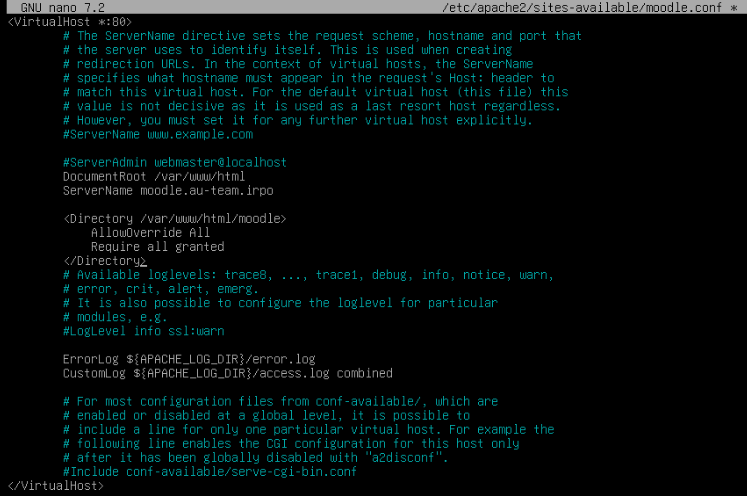 GNU nano 7.2 /etc/apache2/sites-available/moodle.conf *
<VirtualHost *:80>
# The ServerName directive sets the request scheme, hostname and port that
# the server uses to identify itself. This is used when creating
# redirection URLs. In the context of virtual hosts, the ServerName
# specifies what hostname must appear in the request's Host: header to
# match this virtual host. For the default virtual host (this file) this
# value is not decisive as it is used as a last resort host regardless.
# However, you must set it for any further virtual host explicitly.
#ServerName www.example.com
#ServerAdmin webmaster@localhost
DocumentRoot /var/www/html
ServerName moodle.au-team.irpo
<Directory /var/www/html/moodle>
AllowOverride All
Require all granted
</Directory>
# Available loglevels: trace8, ..., trace1, debug, info, notice, warn,
# error, crit, alert, emerg.
# It is also possible to configure the loglevel for particular
# modules, e.g.
#LogLevel info ssl:warn
ErrorLog ${APACHE_LOG_DIR}/error.log
CustomLog ${APACHE_LOG_DIR}/access.log combined
# For most configuration files from conf-available/, which are
# enabled or disabled at a global level, it is possible to
# include a line for only one particular virtual host. For example the
# following line enables the CGI configuration for this host only
# after it has been globally disabled with "a2disconf".
#Include conf-available/serve-cgi-bin.conf
</VirtualHost>